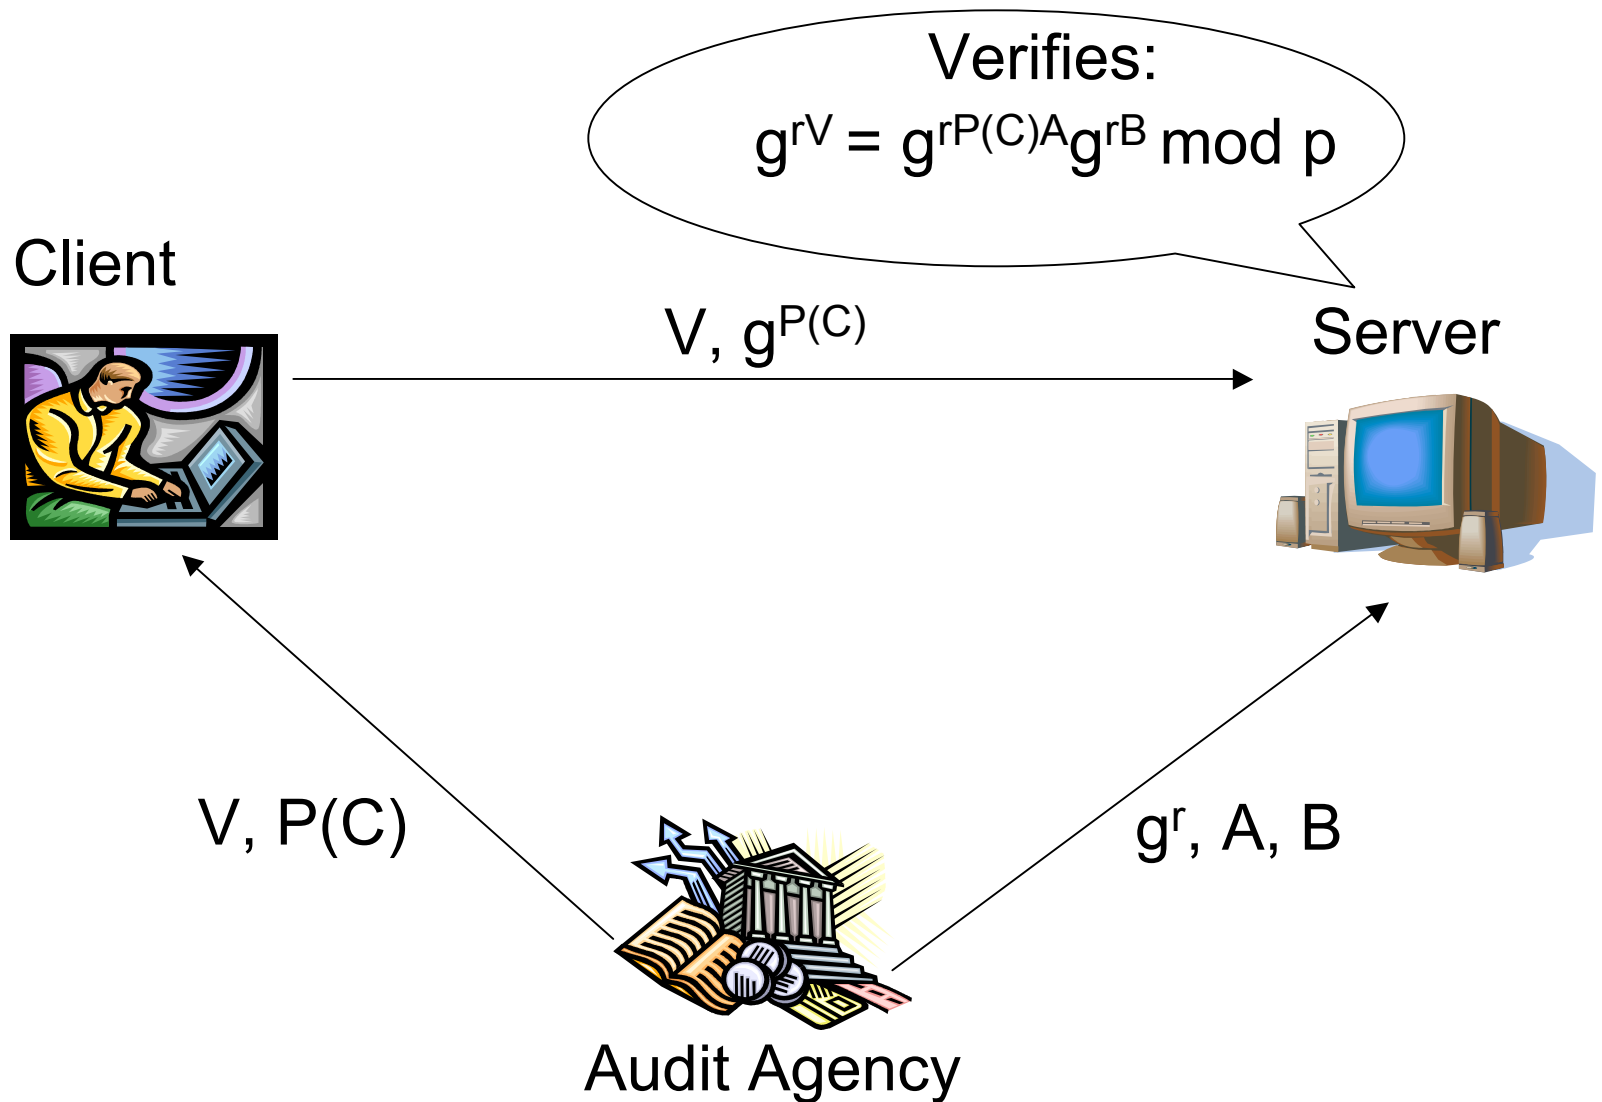 Verifies:
g^rV = g^rP(C)A g^rB mod p
Client
V, g^P(C)
Server
V, P(C)
g^r, A, B
Audit Agency